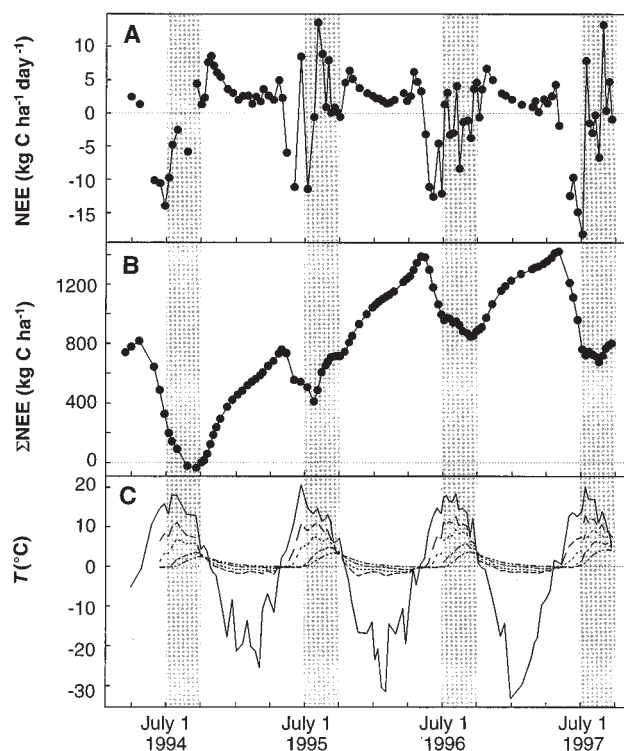 A
NEE (kg C ha⁻¹ day⁻¹)
10
5
0
-5
-10
-15
B
ΣNEE (kg C ha⁻¹)
1200
800
400
0
C
T(°C)
20
10
0
-10
-20
-30
July 1 July 1 July 1 July 1
1994 1995 1996 1997